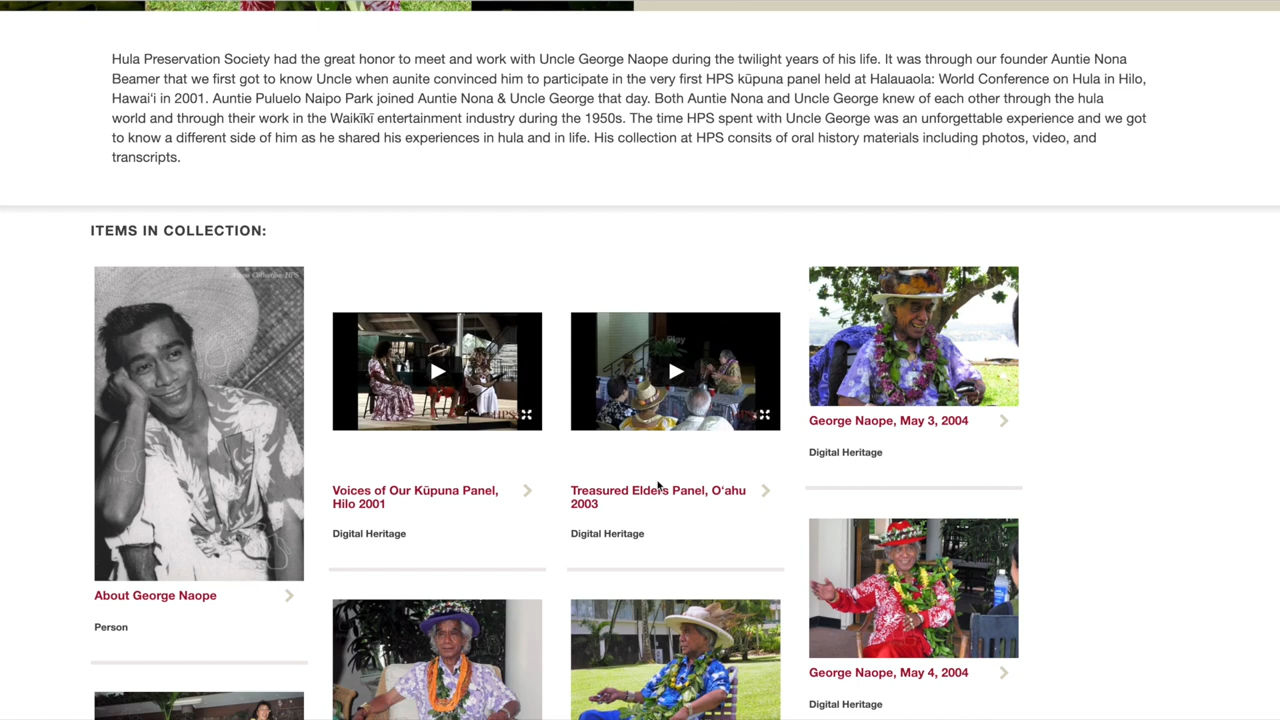 Hula Preservation Society had the great honor to meet and work with Uncle George Naope during the twilight years of his life. It was through our founder Auntie Nona
Beamer that we first got to know Uncle when aunite convinced him to participate in the very first HPS kūpuna panel held at Halauaola: World Conference on Hula in Hilo,
Hawaiʻi in 2001. Auntie Puluelo Naipo Park joined Auntie Nona & Uncle George that day. Both Auntie Nona and Uncle George knew of each other through the hula
world and through their work in the Waikīkī entertainment industry during the 1950s. The time HPS spent with Uncle George was an unforgettable experience and we got
to know a different side of him as he shared his experiences in hula and in life. His collection at HPS consits of oral history materials including photos, video, and
transcripts.
ITEMS IN COLLECTION:
About George Naope
Person
HPS
Voices of Our Kūpuna Panel,
Hilo 2001
Digital Heritage
Play
HPS
Treasured Elders Panel, Oʻahu
2003
Digital Heritage
George Naope, May 3, 2004
Digital Heritage
George Naope, May 4, 2004
Digital Heritage